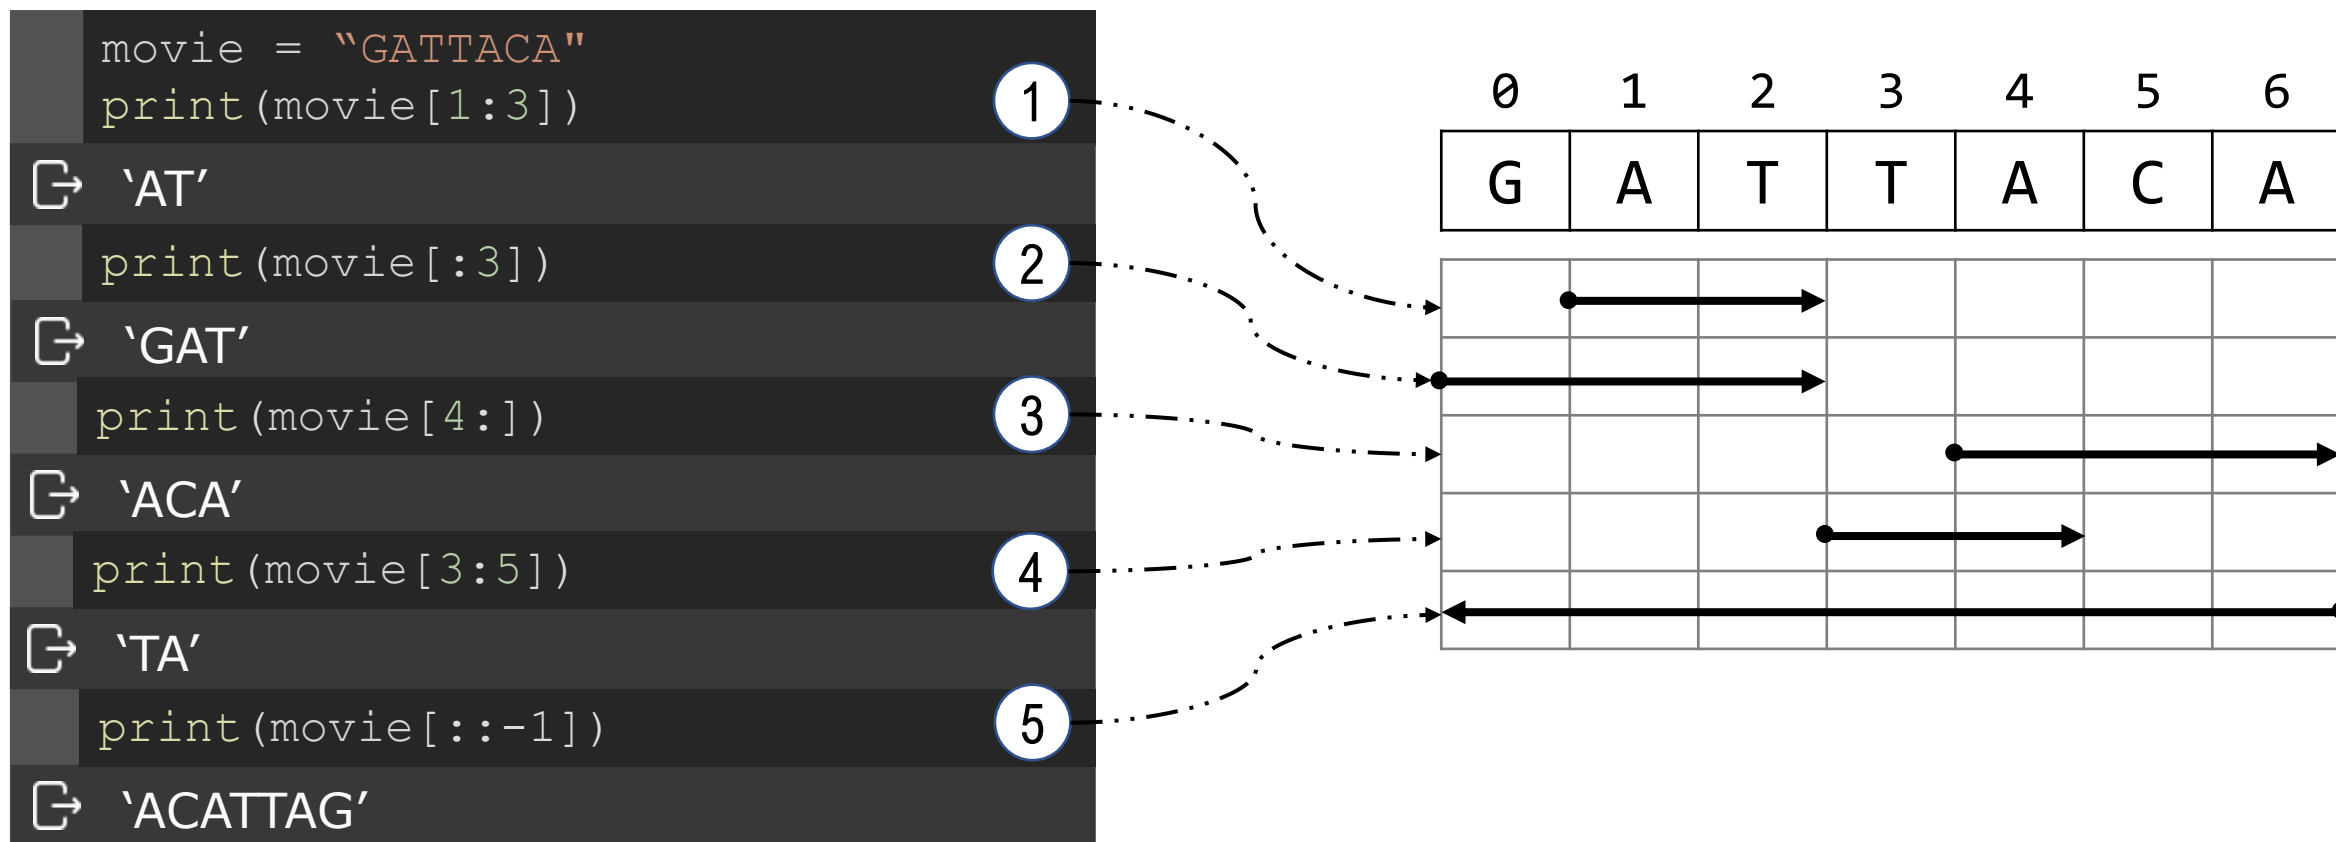 movie = “GATTACA"
print(movie[1:3])
1
‘AT’
print(movie[:3])
2
‘GAT’
print(movie[4:])
3
‘ACA’
print(movie[3:5])
4
‘TA’
print(movie[::-1])
5
‘ACATTAG’
0 1 2 3 4 5 6
G A T T A C A